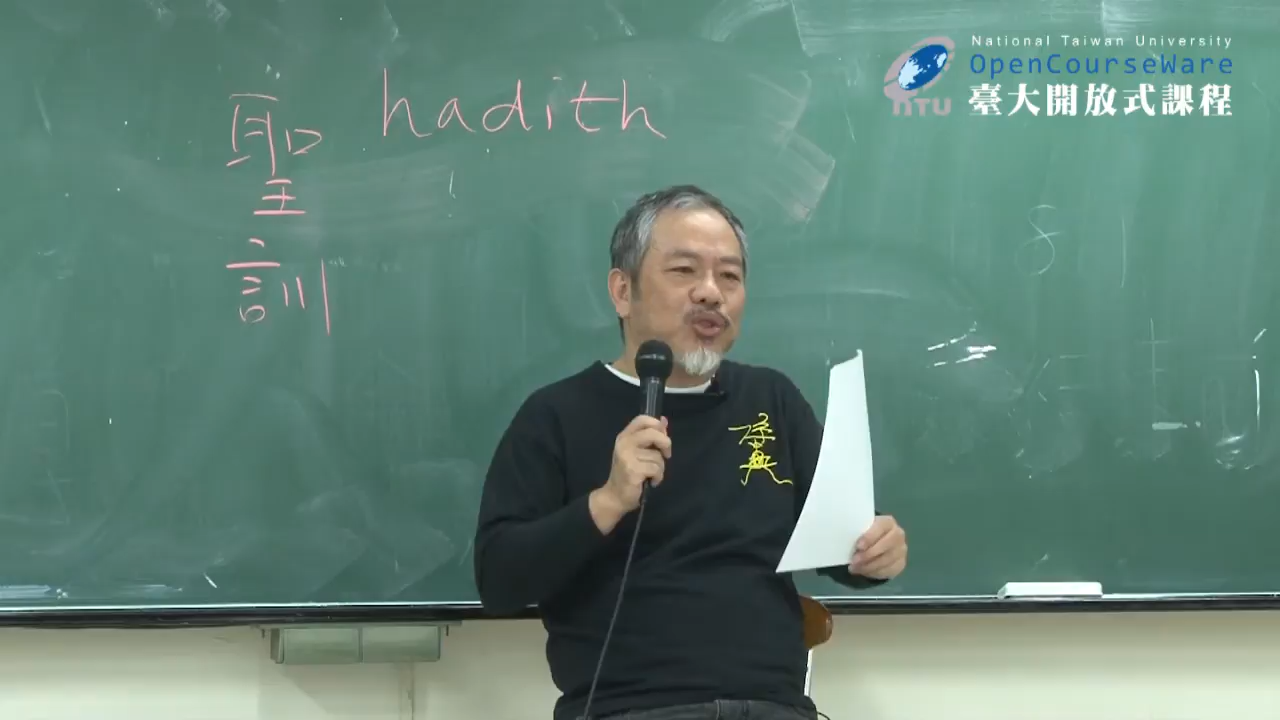 National Taiwan University
OpenCourseWare
臺大開放式課程
NTU
聖訓
hadith